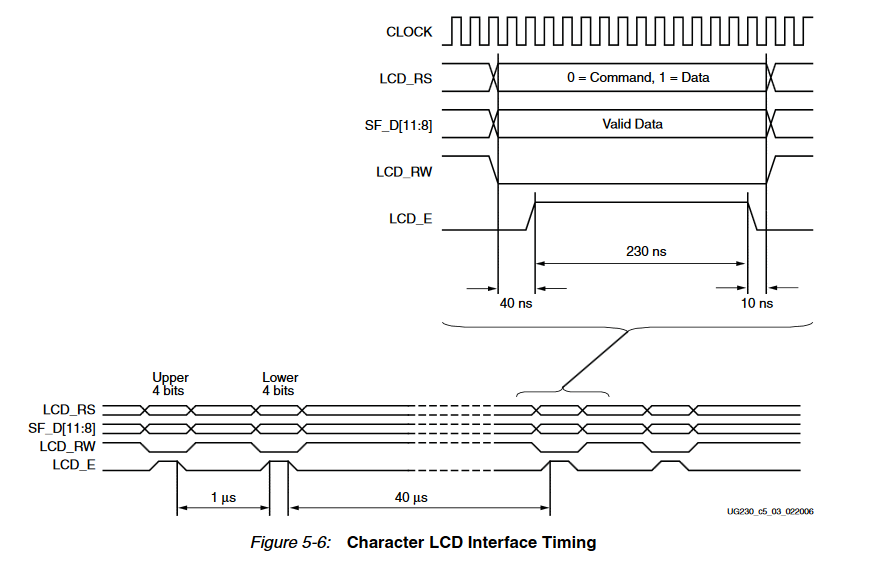 CLOCK
LCD_RS
0 = Command, 1 = Data
SF_D[11:8]
Valid Data
LCD_RW
LCD_E
230 ns
40 ns
10 ns
Upper
4 bits
Lower
4 bits
LCD_RS
SF_D[11:8]
LCD_RW
LCD_E
1 μs
40 μs
UG230_c5_03_022006
Figure 5-6: Character LCD Interface Timing